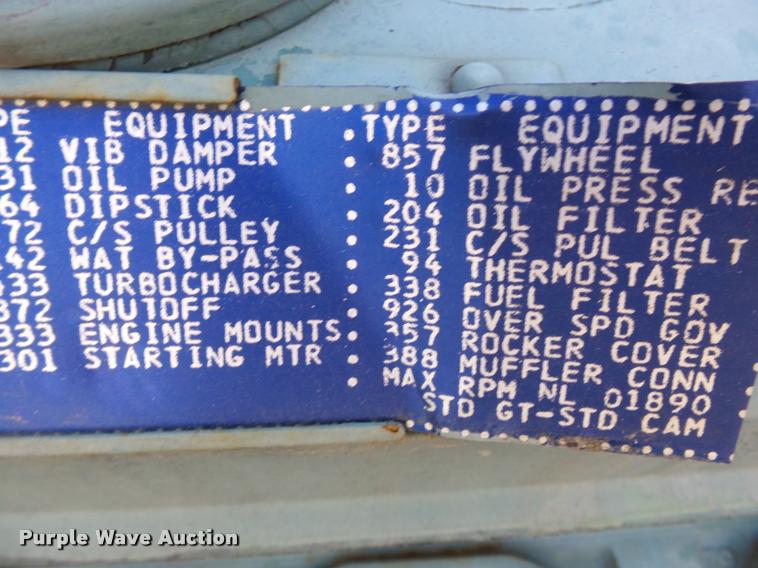 PE EQUIPMENT
12 VIB DAMPER
31 OIL PUMP
64 DIPSTICK
72 C/S PULLEY
142 WAT BY-PASS
433 TURBOCHARGER
872 SHUTOFF
333 ENGINE MOUNTS
301 STARTING MTR
TYPE EQUIPMENT
857 FLYWHEEL
10 OIL PRESS RE
204 OIL FILTER
231 C/S PUL BELT
94 THERMOSTAT
338 FUEL FILTER
926 OVER SPD GOV
357 ROCKER COVER
388 MUFFLER CONN
MAX RPM NL 01890
STD GT-STD CAM
Purple Wave Auction